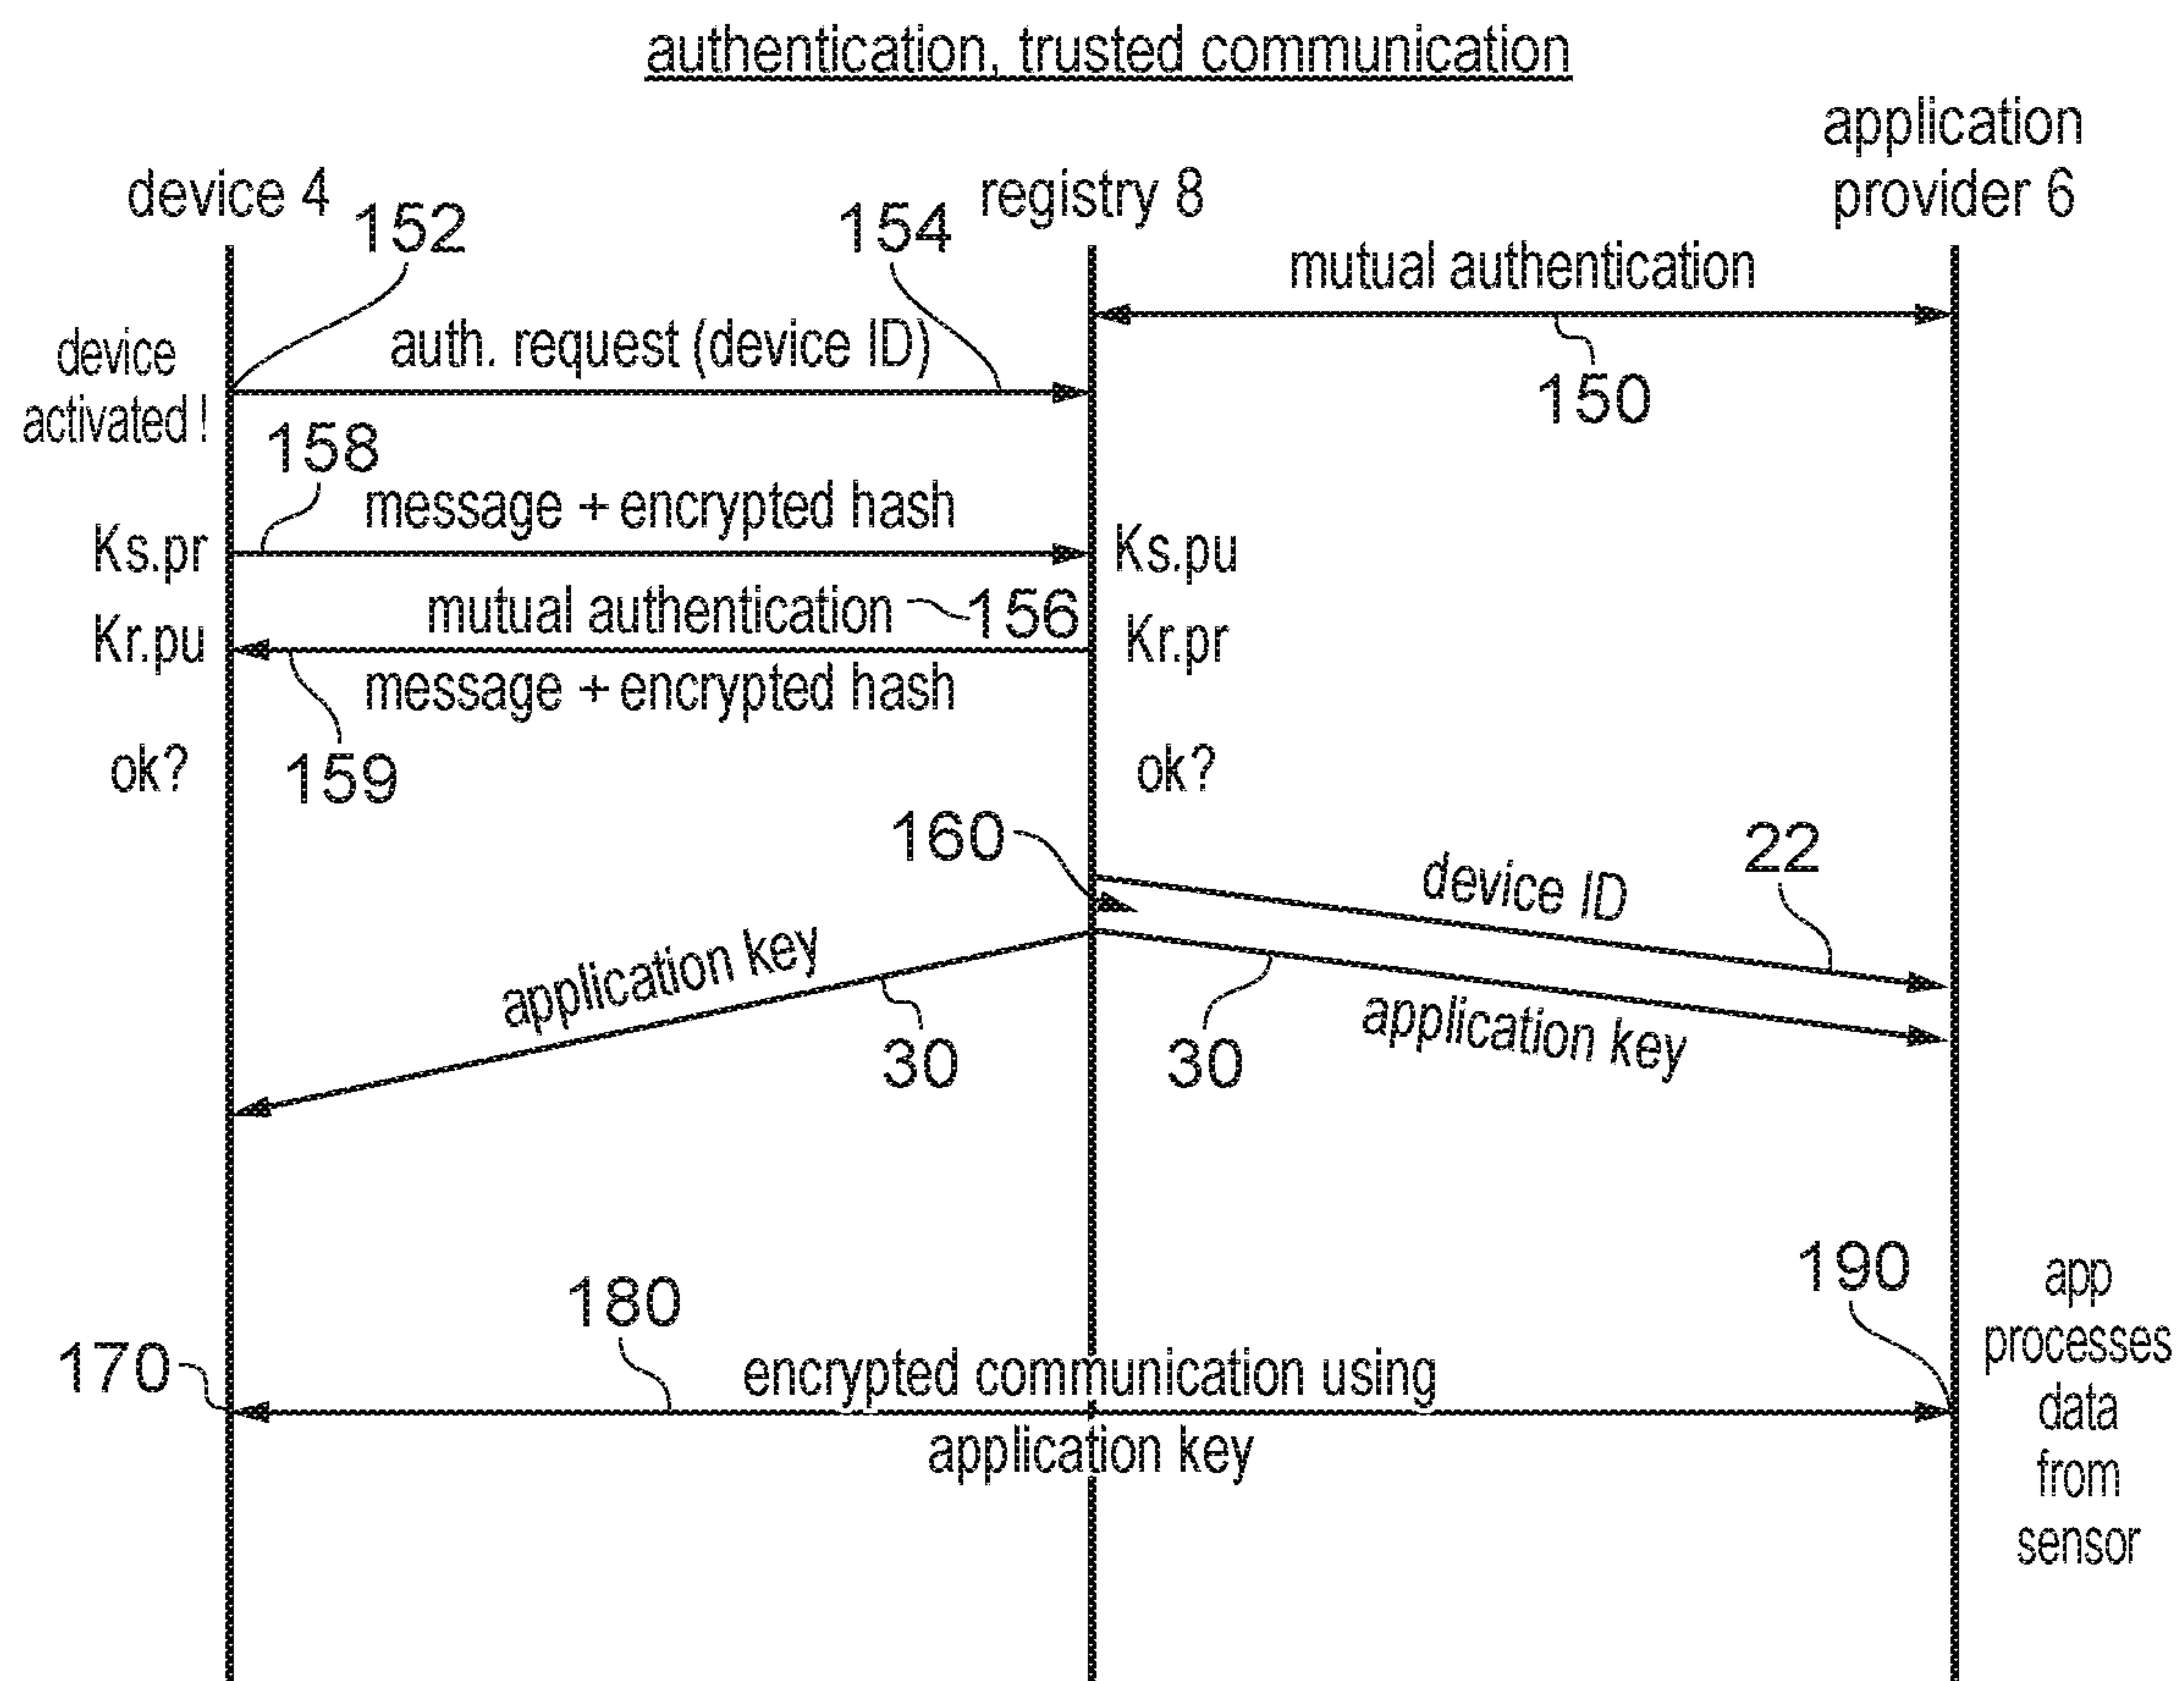 authentication, trusted communication
device 4
registry 8
application
provider 6
152
154
mutual authentication
150
device
activated !
auth. request (device ID)
158
message + encrypted hash
Ks.pr
Ks.pu
mutual authentication
156
Kr.pu
Kr.pr
message + encrypted hash
159
ok?
ok?
160
device ID
22
application key
30
30
application key
190
app
processes
data
from
sensor
180
170
encrypted communication using
application key